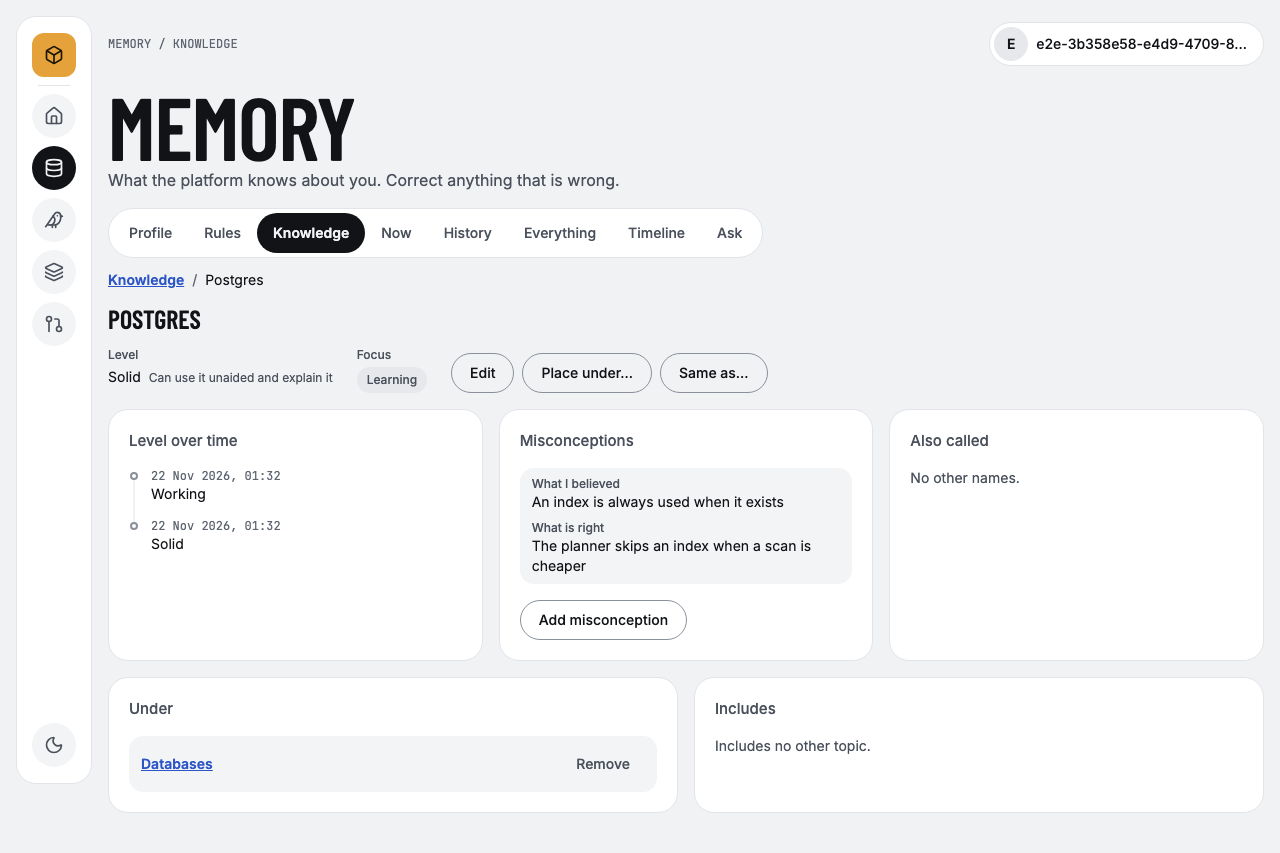 MEMORY / KNOWLEDGE
E
e2e-3b358e58-e4d9-4709-8...
MEMORY
What the platform knows about you. Correct anything that is wrong.
Profile
Rules
Knowledge
Now
History
Everything
Timeline
Ask
Knowledge / Postgres
POSTGRES
Level
Solid Can use it unaided and explain it
Focus
Learning
Edit
Place under...
Same as...
Level over time
22 Nov 2026, 01:32
Working
22 Nov 2026, 01:32
Solid
Misconceptions
What I believed
An index is always used when it exists
What is right
The planner skips an index when a scan is
cheaper
Add misconception
Also called
No other names.
Under
Databases
Remove
Includes
Includes no other topic.